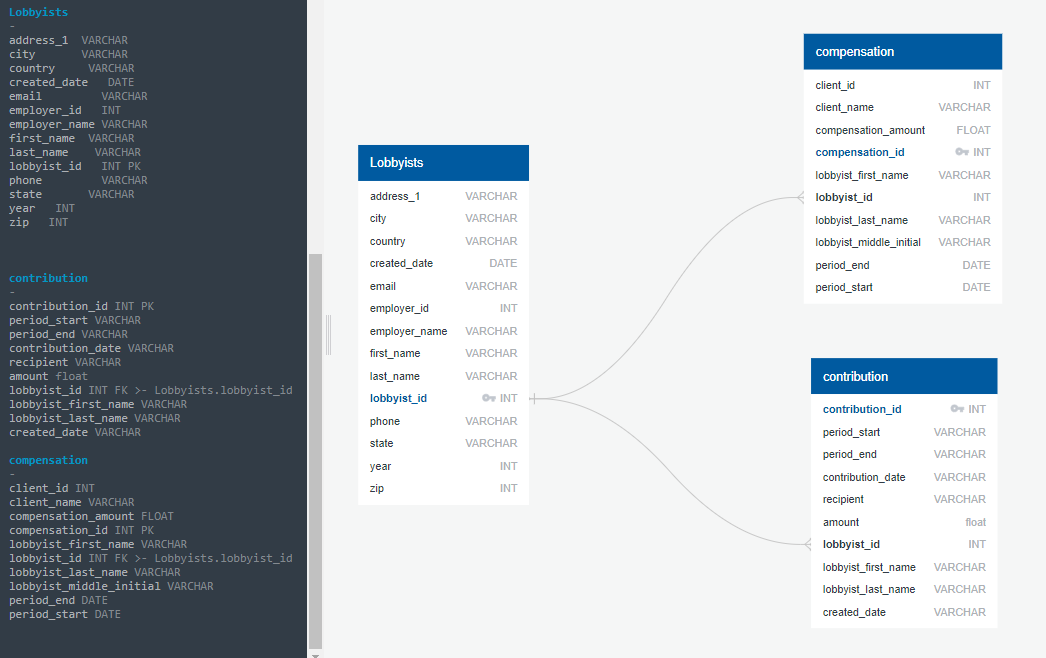 Lobbyists
-
address_1 VARCHAR
city VARCHAR
country VARCHAR
created_date DATE
email VARCHAR
employer_id INT
employer_name VARCHAR
first_name VARCHAR
last_name VARCHAR
lobbyist_id INT PK
phone VARCHAR
state VARCHAR
year INT
zip INT
contribution
-
contribution_id INT PK
period_start VARCHAR
period_end VARCHAR
contribution_date VARCHAR
recipient VARCHAR
amount float
lobbyist_id INT FK >- Lobbyists.lobbyist_id
lobbyist_first_name VARCHAR
lobbyist_last_name VARCHAR
created_date VARCHAR
compensation
-
client_id INT
client_name VARCHAR
compensation_amount FLOAT
compensation_id INT PK
lobbyist_first_name VARCHAR
lobbyist_id INT FK >- Lobbyists.lobbyist_id
lobbyist_last_name VARCHAR
lobbyist_middle_initial VARCHAR
period_end DATE
period_start DATE
Lobbyists
address_1 VARCHAR
city VARCHAR
country VARCHAR
created_date DATE
email VARCHAR
employer_id INT
employer_name VARCHAR
first_name VARCHAR
last_name VARCHAR
lobbyist_id INT
phone VARCHAR
state VARCHAR
year INT
zip INT
compensation
client_id INT
client_name VARCHAR
compensation_amount FLOAT
compensation_id INT
lobbyist_first_name VARCHAR
lobbyist_id INT
lobbyist_last_name VARCHAR
lobbyist_middle_initial VARCHAR
period_end DATE
period_start DATE
contribution
contribution_id INT
period_start VARCHAR
period_end VARCHAR
contribution_date VARCHAR
recipient VARCHAR
amount float
lobbyist_id INT
lobbyist_first_name VARCHAR
lobbyist_last_name VARCHAR
created_date VARCHAR